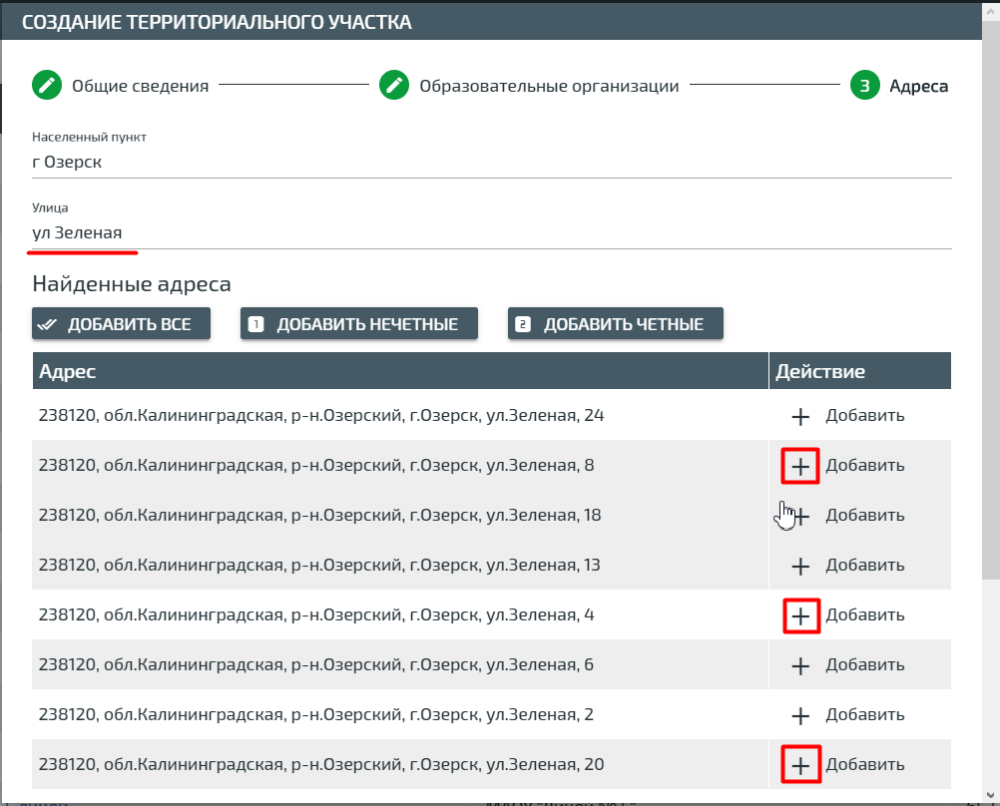 СОЗДАНИЕ ТЕРРИТОРИАЛЬНОГО УЧАСТКА
Общие сведения Образовательные организации 3 Адреса
Населенный пункт
г Озерск
Улица
ул Зеленая
Найденные адреса
ДОБАВИТЬ ВСЕ 1 ДОБАВИТЬ НЕЧЕТНЫЕ 2 ДОБАВИТЬ ЧЕТНЫЕ
Адрес Действие
238120, обл.Калининградская, р-н.Озерский, г.Озерск, ул.Зеленая, 24 + Добавить
238120, обл.Калининградская, р-н.Озерский, г.Озерск, ул.Зеленая, 8 + Добавить
238120, обл.Калининградская, р-н.Озерский, г.Озерск, ул.Зеленая, 18 + Добавить
238120, обл.Калининградская, р-н.Озерский, г.Озерск, ул.Зеленая, 13 + Добавить
238120, обл.Калининградская, р-н.Озерский, г.Озерск, ул.Зеленая, 4 + Добавить
238120, обл.Калининградская, р-н.Озерский, г.Озерск, ул.Зеленая, 6 + Добавить
238120, обл.Калининградская, р-н.Озерский, г.Озерск, ул.Зеленая, 2 + Добавить
238120, обл.Калининградская, р-н.Озерский, г.Озерск, ул.Зеленая, 20 + Добавить